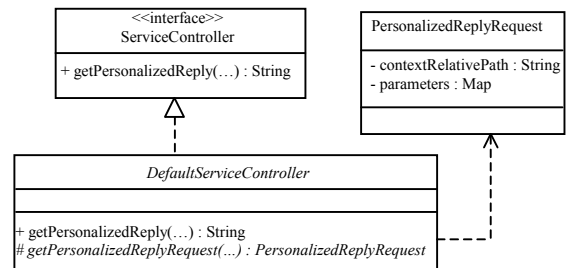 <<interface>>
ServiceController
+ getPersonalizedReply(…) : String
PersonalizedReplyRequest
- contextRelativePath : String
- parameters : Map
DefaultServiceController
+ getPersonalizedReply(…) : String
# getPersonalizedReplyRequest(...) : PersonalizedReplyRequest